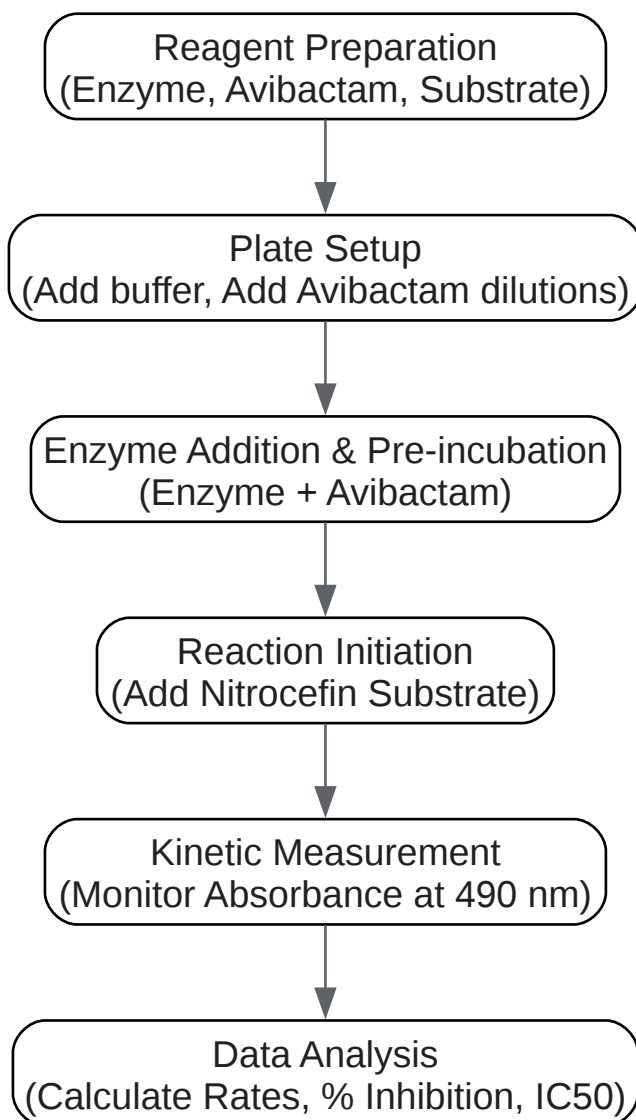 Reagent Preparation
(Enzyme, Avibactam, Substrate)
Plate Setup
(Add buffer, Add Avibactam dilutions)
Enzyme Addition & Pre-incubation
(Enzyme + Avibactam)
Reaction Initiation
(Add Nitrocefin Substrate)
Kinetic Measurement
(Monitor Absorbance at 490 nm)
Data Analysis
(Calculate Rates, % Inhibition, IC50)